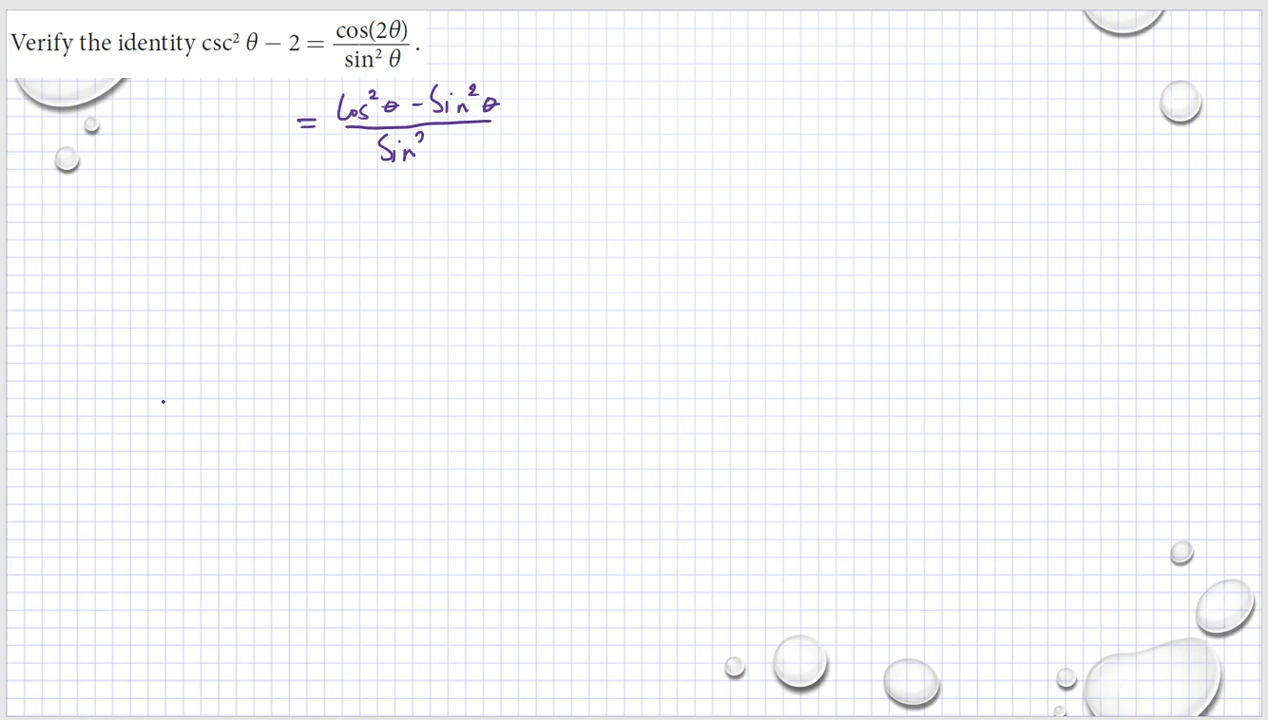 Verify the identity csc² θ − 2 = cos(2θ) / sin² θ .
= Cos²θ − Sin²θ / Sin²